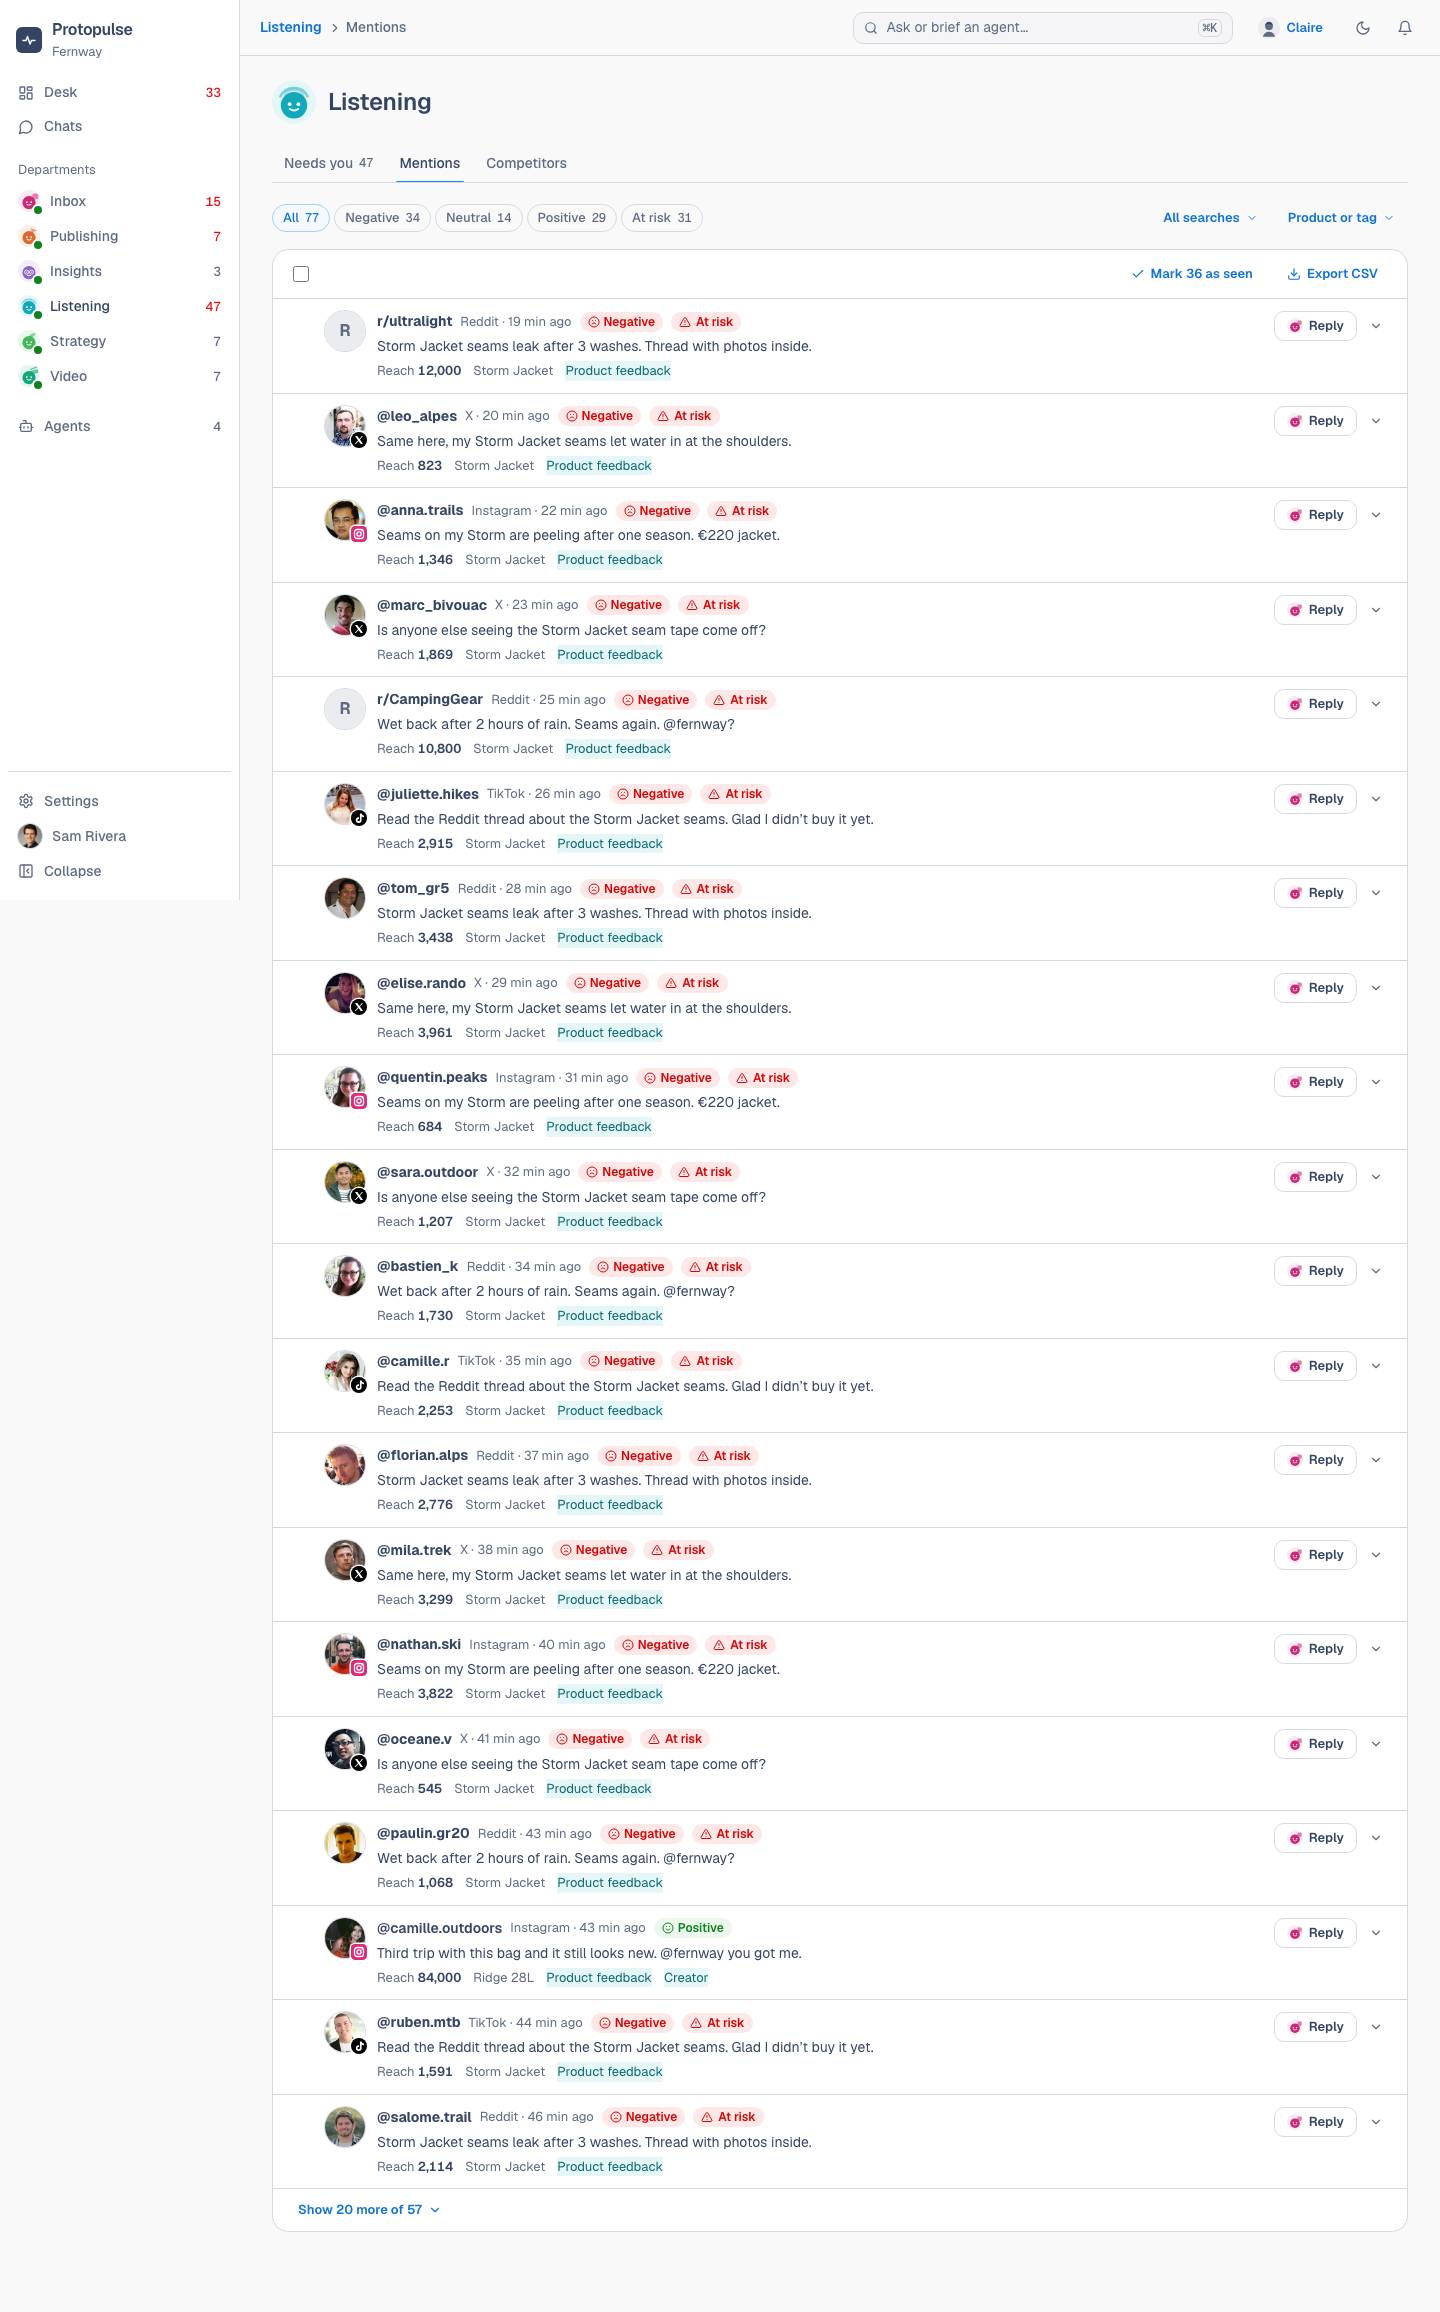 Protopulse
Fernway
Desk 33
Chats
Departments
Inbox 15
Publishing 7
Insights 3
Listening 47
Strategy 7
Video 7
Agents 4
Settings
Sam Rivera
Collapse
Listening > Mentions
Ask or brief an agent…
⌘K
Claire
Listening
Needs you 47
Mentions
Competitors
All 77
Negative 34
Neutral 14
Positive 29
At risk 31
All searches
Product or tag
Mark 36 as seen
Export CSV
R
r/ultralight Reddit · 19 min ago Negative At risk
Reply
Storm Jacket seams leak after 3 washes. Thread with photos inside.
Reach 12,000 Storm Jacket Product feedback
@leo_alpes X · 20 min ago Negative At risk
Reply
Same here, my Storm Jacket seams let water in at the shoulders.
Reach 823 Storm Jacket Product feedback
@anna.trails Instagram · 22 min ago Negative At risk
Reply
Seams on my Storm are peeling after one season. €220 jacket.
Reach 1,346 Storm Jacket Product feedback
@marc_bivouac X · 23 min ago Negative At risk
Reply
Is anyone else seeing the Storm Jacket seam tape come off?
Reach 1,869 Storm Jacket Product feedback
R
r/CampingGear Reddit · 25 min ago Negative At risk
Reply
Wet back after 2 hours of rain. Seams again. @fernway?
Reach 10,800 Storm Jacket Product feedback
@juliette.hikes TikTok · 26 min ago Negative At risk
Reply
Read the Reddit thread about the Storm Jacket seams. Glad I didn't buy it yet.
Reach 2,915 Storm Jacket Product feedback
@tom_gr5 Reddit · 28 min ago Negative At risk
Reply
Storm Jacket seams leak after 3 washes. Thread with photos inside.
Reach 3,438 Storm Jacket Product feedback
@elise.rando X · 29 min ago Negative At risk
Reply
Same here, my Storm Jacket seams let water in at the shoulders.
Reach 3,961 Storm Jacket Product feedback
@quentin.peaks Instagram · 31 min ago Negative At risk
Reply
Seams on my Storm are peeling after one season. €220 jacket.
Reach 684 Storm Jacket Product feedback
@sara.outdoor X · 32 min ago Negative At risk
Reply
Is anyone else seeing the Storm Jacket seam tape come off?
Reach 1,207 Storm Jacket Product feedback
@bastien_k Reddit · 34 min ago Negative At risk
Reply
Wet back after 2 hours of rain. Seams again. @fernway?
Reach 1,730 Storm Jacket Product feedback
@camille.r TikTok · 35 min ago Negative At risk
Reply
Read the Reddit thread about the Storm Jacket seams. Glad I didn't buy it yet.
Reach 2,253 Storm Jacket Product feedback
@florian.alps Reddit · 37 min ago Negative At risk
Reply
Storm Jacket seams leak after 3 washes. Thread with photos inside.
Reach 2,776 Storm Jacket Product feedback
@mila.trek X · 38 min ago Negative At risk
Reply
Same here, my Storm Jacket seams let water in at the shoulders.
Reach 3,299 Storm Jacket Product feedback
@nathan.ski Instagram · 40 min ago Negative At risk
Reply
Seams on my Storm are peeling after one season. €220 jacket.
Reach 3,822 Storm Jacket Product feedback
@oceane.v X · 41 min ago Negative At risk
Reply
Is anyone else seeing the Storm Jacket seam tape come off?
Reach 545 Storm Jacket Product feedback
@paulin.gr20 Reddit · 43 min ago Negative At risk
Reply
Wet back after 2 hours of rain. Seams again. @fernway?
Reach 1,068 Storm Jacket Product feedback
@camille.outdoors Instagram · 43 min ago Positive
Reply
Third trip with this bag and it still looks new. @fernway you got me.
Reach 84,000 Ridge 28L Product feedback Creator
@ruben.mtb TikTok · 44 min ago Negative At risk
Reply
Read the Reddit thread about the Storm Jacket seams. Glad I didn't buy it yet.
Reach 1,591 Storm Jacket Product feedback
@salome.trail Reddit · 46 min ago Negative At risk
Reply
Storm Jacket seams leak after 3 washes. Thread with photos inside.
Reach 2,114 Storm Jacket Product feedback
Show 20 more of 57